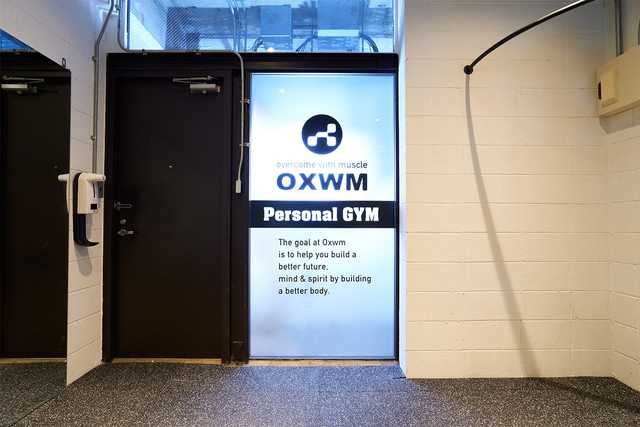 overcome with muscle
OXWM
Personal GYM
The goal at Oxwm
is to help you build a
better future,
mind & spirit by building
a better body.